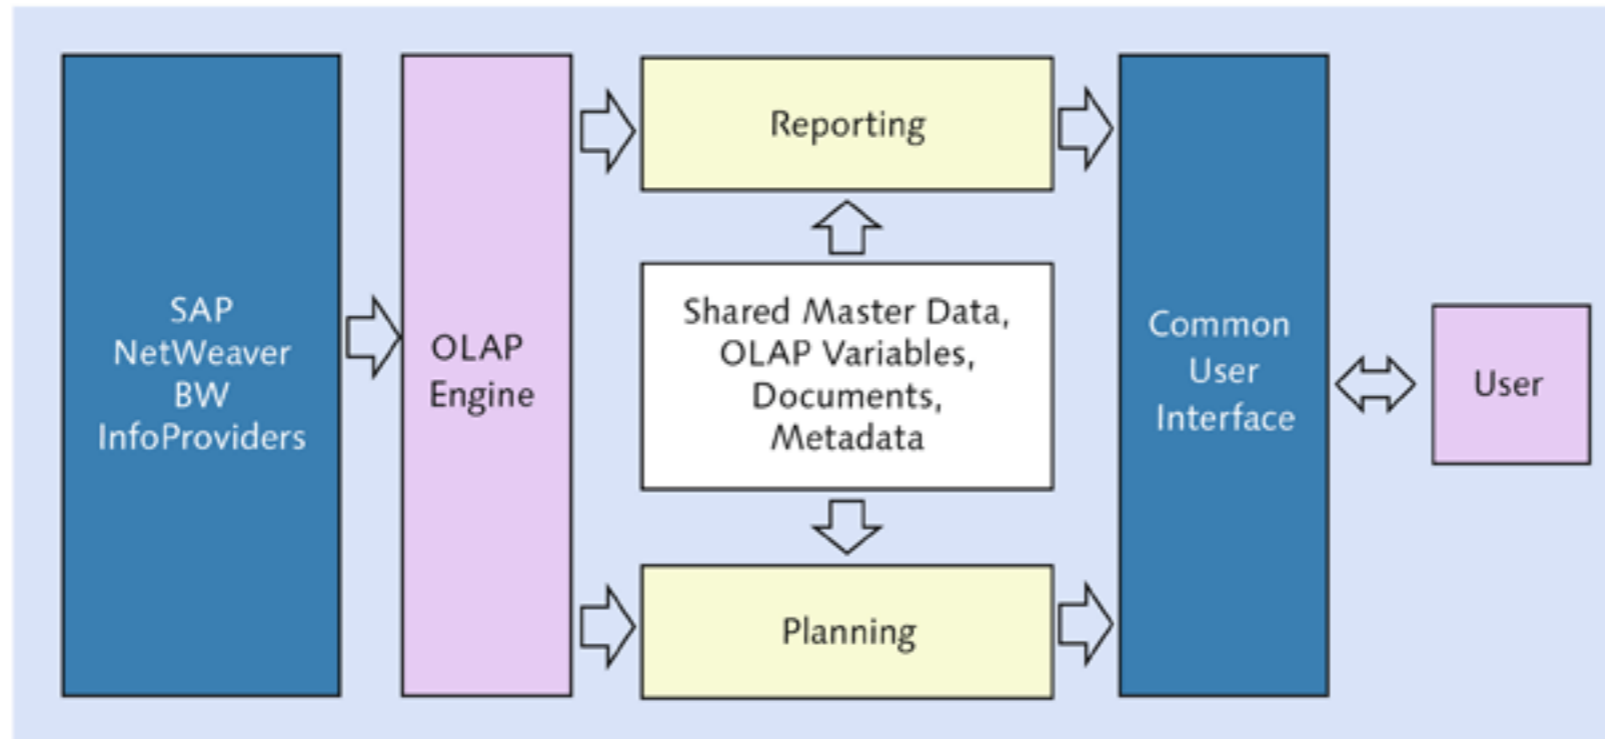 SAP
NetWeaver
BW
InfoProviders
OLAP
Engine
Reporting
Shared Master Data,
OLAP Variables,
Documents,
Metadata
Planning
Common
User
Interface
User